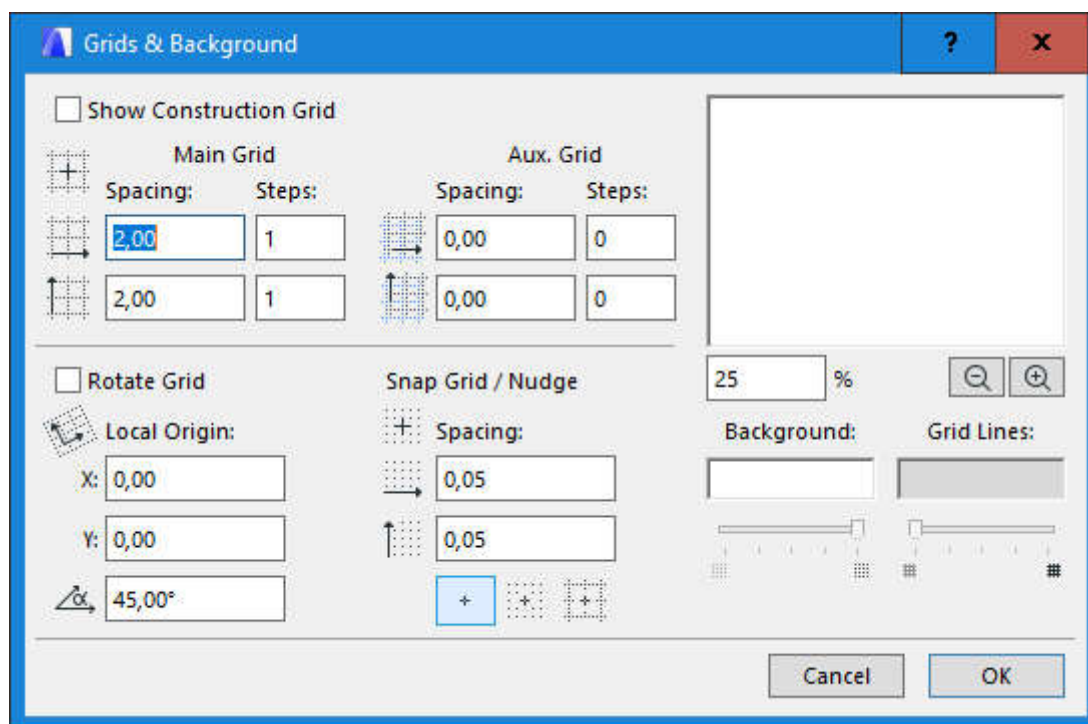 Grids & Background ? x
Show Construction Grid
Main Grid Aux. Grid
Spacing: Steps: Spacing: Steps:
2,00 1 0,00 0
2,00 1 0,00 0
25 %
Rotate Grid Snap Grid / Nudge
Local Origin: Spacing: Background: Grid Lines:
X: 0,00 0,05
Y: 0,00 0,05
α 45,00°
Cancel OK